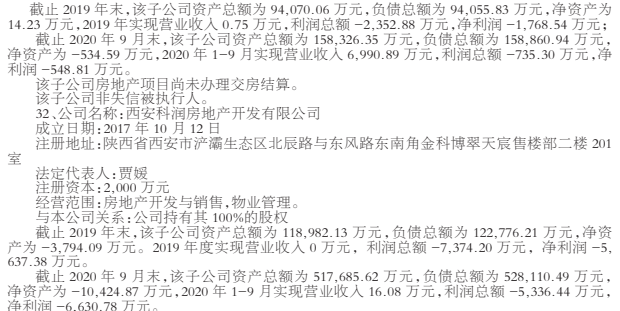 截止 2019 年末,该子公司资产总额为 94,070.06 万元,负债总额为 94,055.83 万元,净资产为
14.23 万元,2019 年实现营业收入 0.75 万元,利润总额 -2,352.88 万元,净利润 -1,768.54 万元;
截止 2020 年 9 月末,该子公司资产总额为 158,326.35 万元,负债总额为 158,860.94 万元,
净资产为 -534.59 万元,2020 年 1-9 月实现营业收入 6,990.89 万元,利润总额 -735.30 万元,净
利润 -548.81 万元。
该子公司房地产项目尚未办理交房结算。
该子公司非失信被执行人。
32、公司名称:西安科润房地产开发有限公司
成立日期:2017 年 10 月 12 日
注册地址:陕西省西安市浐灞生态区北辰路与东风路东南角金科博翠天宸售楼部二楼 201
室
法定代表人:贾媛
注册资本:2,000 万元
经营范围:房地产开发与销售,物业管理。
与本公司关系:公司持有其 100%的股权
截止 2019 年末,该子公司资产总额为 118,982.13 万元,负债总额为 122,776.21 万元,净资
产为 -3,794.09 万元。2019 年度实现营业收入 0 万元, 利润总额 -7,374.20 万元, 净利润 -5,
637.38 万元。
截止 2020 年 9 月末,该子公司资产总额为 517,685.62 万元,负债总额为 528,110.49 万元,
净资产为 -10,424.87 万元,2020 年 1-9 月实现营业收入 16.08 万元,利润总额 -5,336.44 万元,
净利润 -6,630.78 万元。